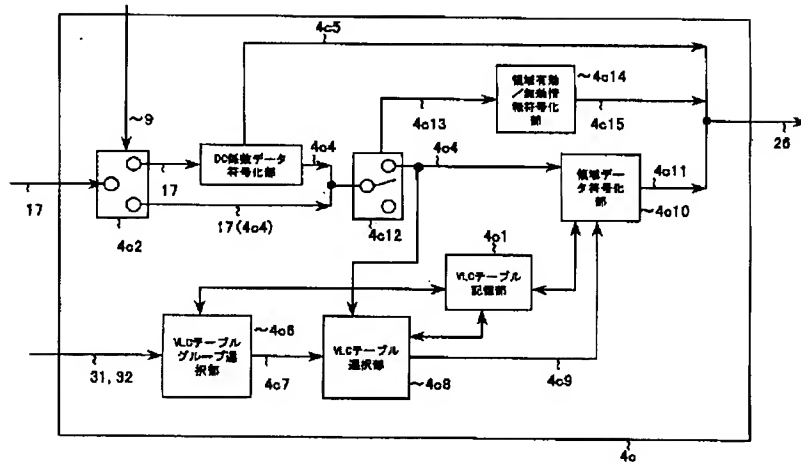 4c5
領域有効
／無効情
報符号化
部
~4c14
~9
4c13
4c15
26
DC係数データ
符号化部
4c4
4c4
領域データ
符号化
部
4c11
~4c10
17
17
4c2
17(4c4)
4c12
4c1
VLCテーブル
記憶部
VLCテーブル
グループ選
択部
~4c6
VLCテーブル
選択部
31, 32
4c7
~4c8
4c9
~4c